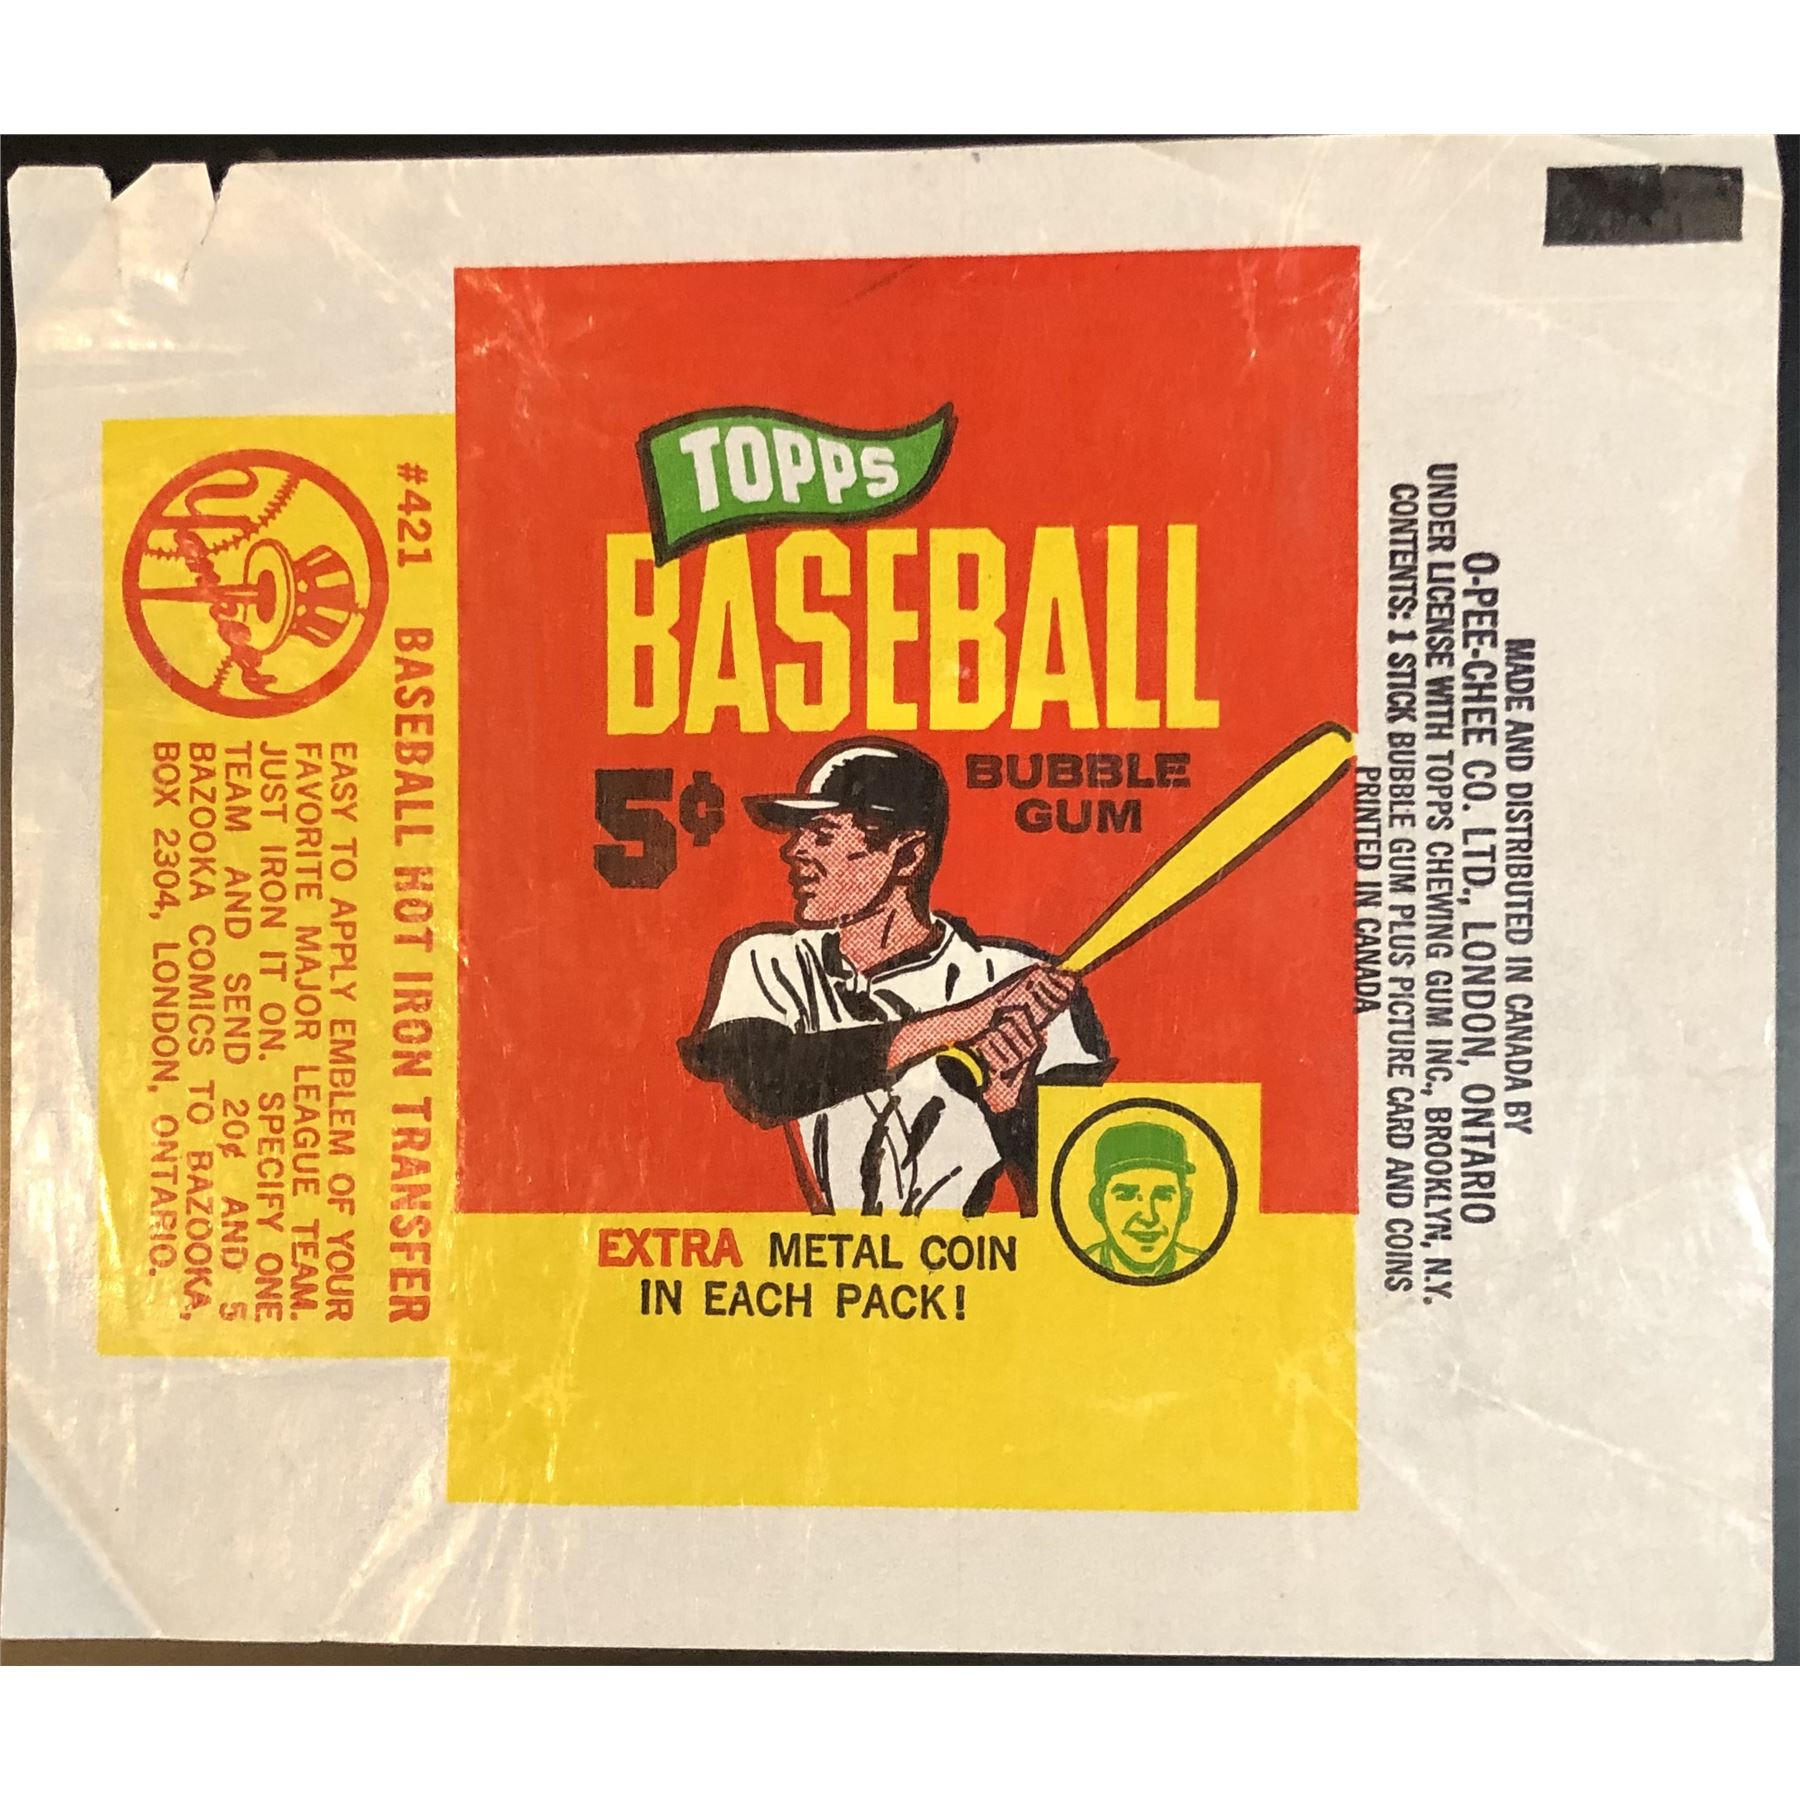 TOPPS
BASEBALL
5¢
BUBBLE
GUM
EXTRA METAL COIN
IN EACH PACK!
#421 BASEBALL HOT IRON TRANSFER
Yankees
EASY TO APPLY EMBLEM OF YOUR
FAVORITE MAJOR LEAGUE TEAM.
JUST IRON IT ON. SPECIFY ONE
TEAM AND SEND 20¢ AND 5
BAZOOKA COMICS TO BAZOOKA,
BOX 2304, LONDON, ONTARIO.
MADE AND DISTRIBUTED IN CANADA BY
O-PEE-CHEE CO. LTD., LONDON, ONTARIO
UNDER LICENSE WITH TOPPS CHEWING GUM INC., BROOKLYN, N.Y.
CONTENTS: 1 STICK BUBBLE GUM PLUS PICTURE CARD AND COINS
PRINTED IN CANADA